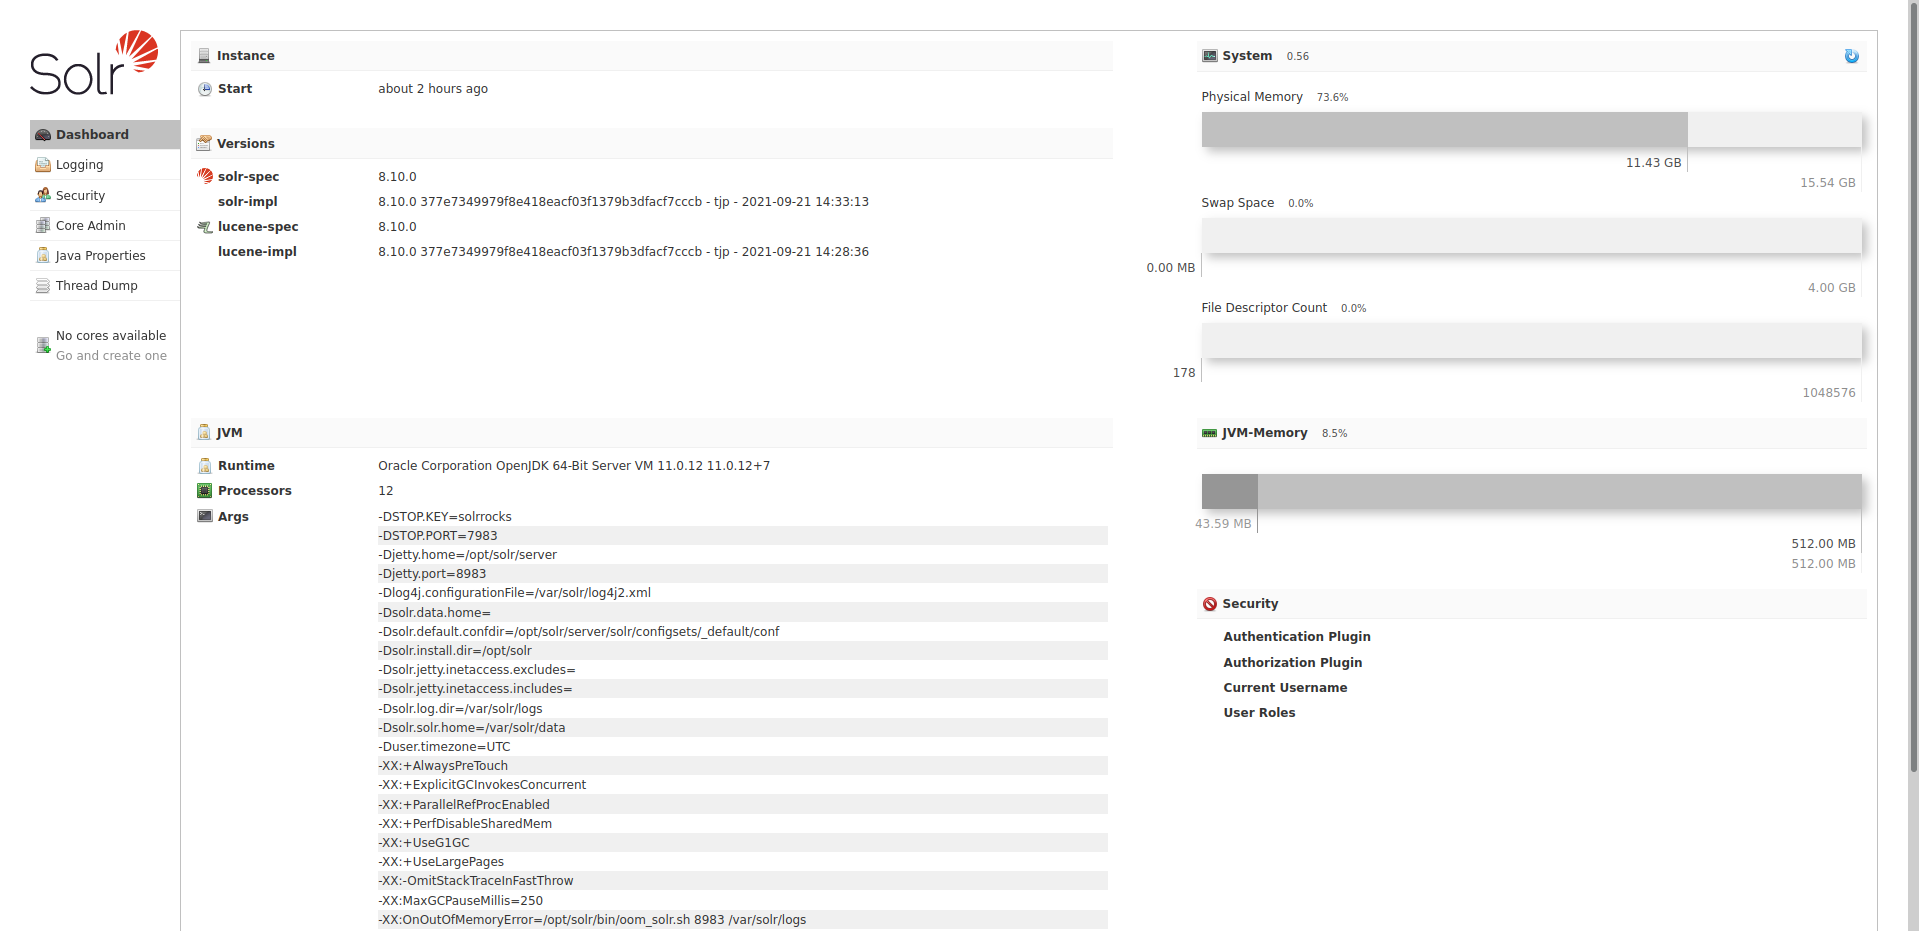 Solr
Dashboard
Logging
Security
Core Admin
Java Properties
Thread Dump
No cores available
Go and create one
Instance
Start about 2 hours ago
Versions
solr-spec 8.10.0
solr-impl 8.10.0 377e7349979f8e418eacf03f1379b3dfacf7cccb - tjp - 2021-09-21 14:33:13
lucene-spec 8.10.0
lucene-impl 8.10.0 377e7349979f8e418eacf03f1379b3dfacf7cccb - tjp - 2021-09-21 14:28:36
JVM
Runtime Oracle Corporation OpenJDK 64-Bit Server VM 11.0.12 11.0.12+7
Processors 12
Args -DSTOP.KEY=solrrocks
-DSTOP.PORT=7983
-Djetty.home=/opt/solr/server
-Djetty.port=8983
-Dlog4j.configurationFile=/var/solr/log4j2.xml
-Dsolr.data.home=
-Dsolr.default.confdir=/opt/solr/server/solr/configsets/_default/conf
-Dsolr.install.dir=/opt/solr
-Dsolr.jetty.inetaccess.excludes=
-Dsolr.jetty.inetaccess.includes=
-Dsolr.log.dir=/var/solr/logs
-Dsolr.solr.home=/var/solr/data
-Duser.timezone=UTC
-XX:+AlwaysPreTouch
-XX:+ExplicitGCInvokesConcurrent
-XX:+ParallelRefProcEnabled
-XX:+PerfDisableSharedMem
-XX:+UseG1GC
-XX:+UseLargePages
-XX:-OmitStackTraceInFastThrow
-XX:MaxGCPauseMillis=250
-XX:OnOutOfMemoryError=/opt/solr/bin/oom_solr.sh 8983 /var/solr/logs
System 0.56
Physical Memory 73.6%
11.43 GB
15.54 GB
Swap Space 0.0%
0.00 MB
4.00 GB
File Descriptor Count 0.0%
178
1048576
JVM-Memory 8.5%
43.59 MB
512.00 MB
512.00 MB
Security
Authentication Plugin
Authorization Plugin
Current Username
User Roles